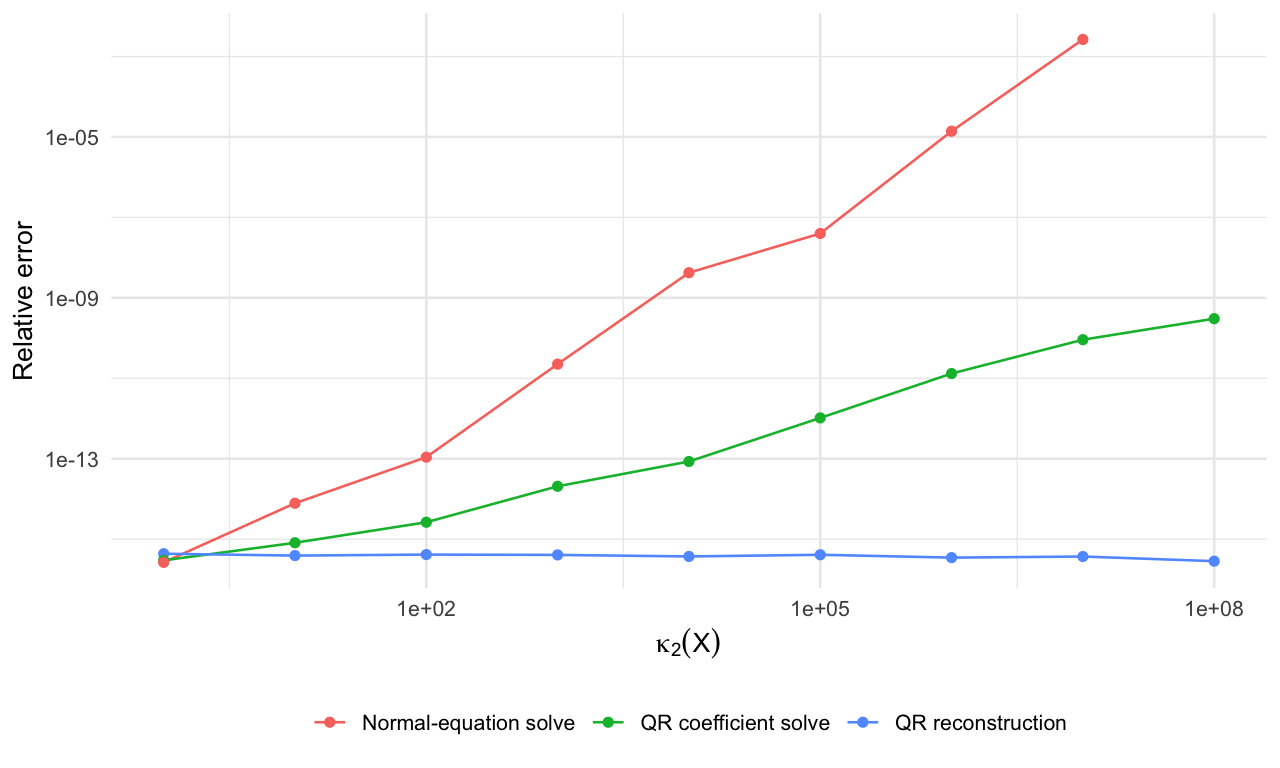 Relative error
1e-05
1e-09
1e-13
1e+02 1e+05 1e+08
κ₂(X)
Normal-equation solve QR coefficient solve QR reconstruction